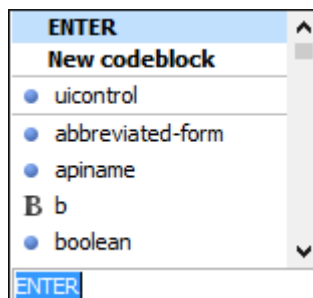 ENTER
New codeblock
uicontrol
abbreviated-form
apiname
B b
boolean
ENTER